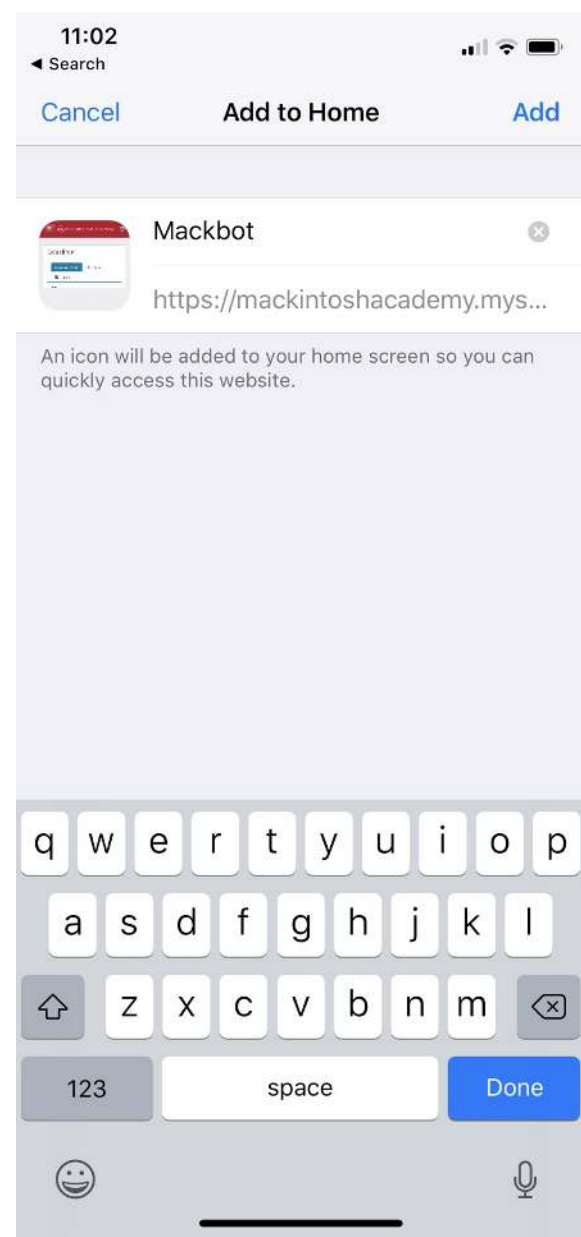 11:02
◀ Search
Cancel Add to Home Add
Mackbot
https://mackintoshacademy.mys...
An icon will be added to your home screen so you can
quickly access this website.
q w e r t y u i o p
a s d f g h j k l
z x c v b n m
123 space Done